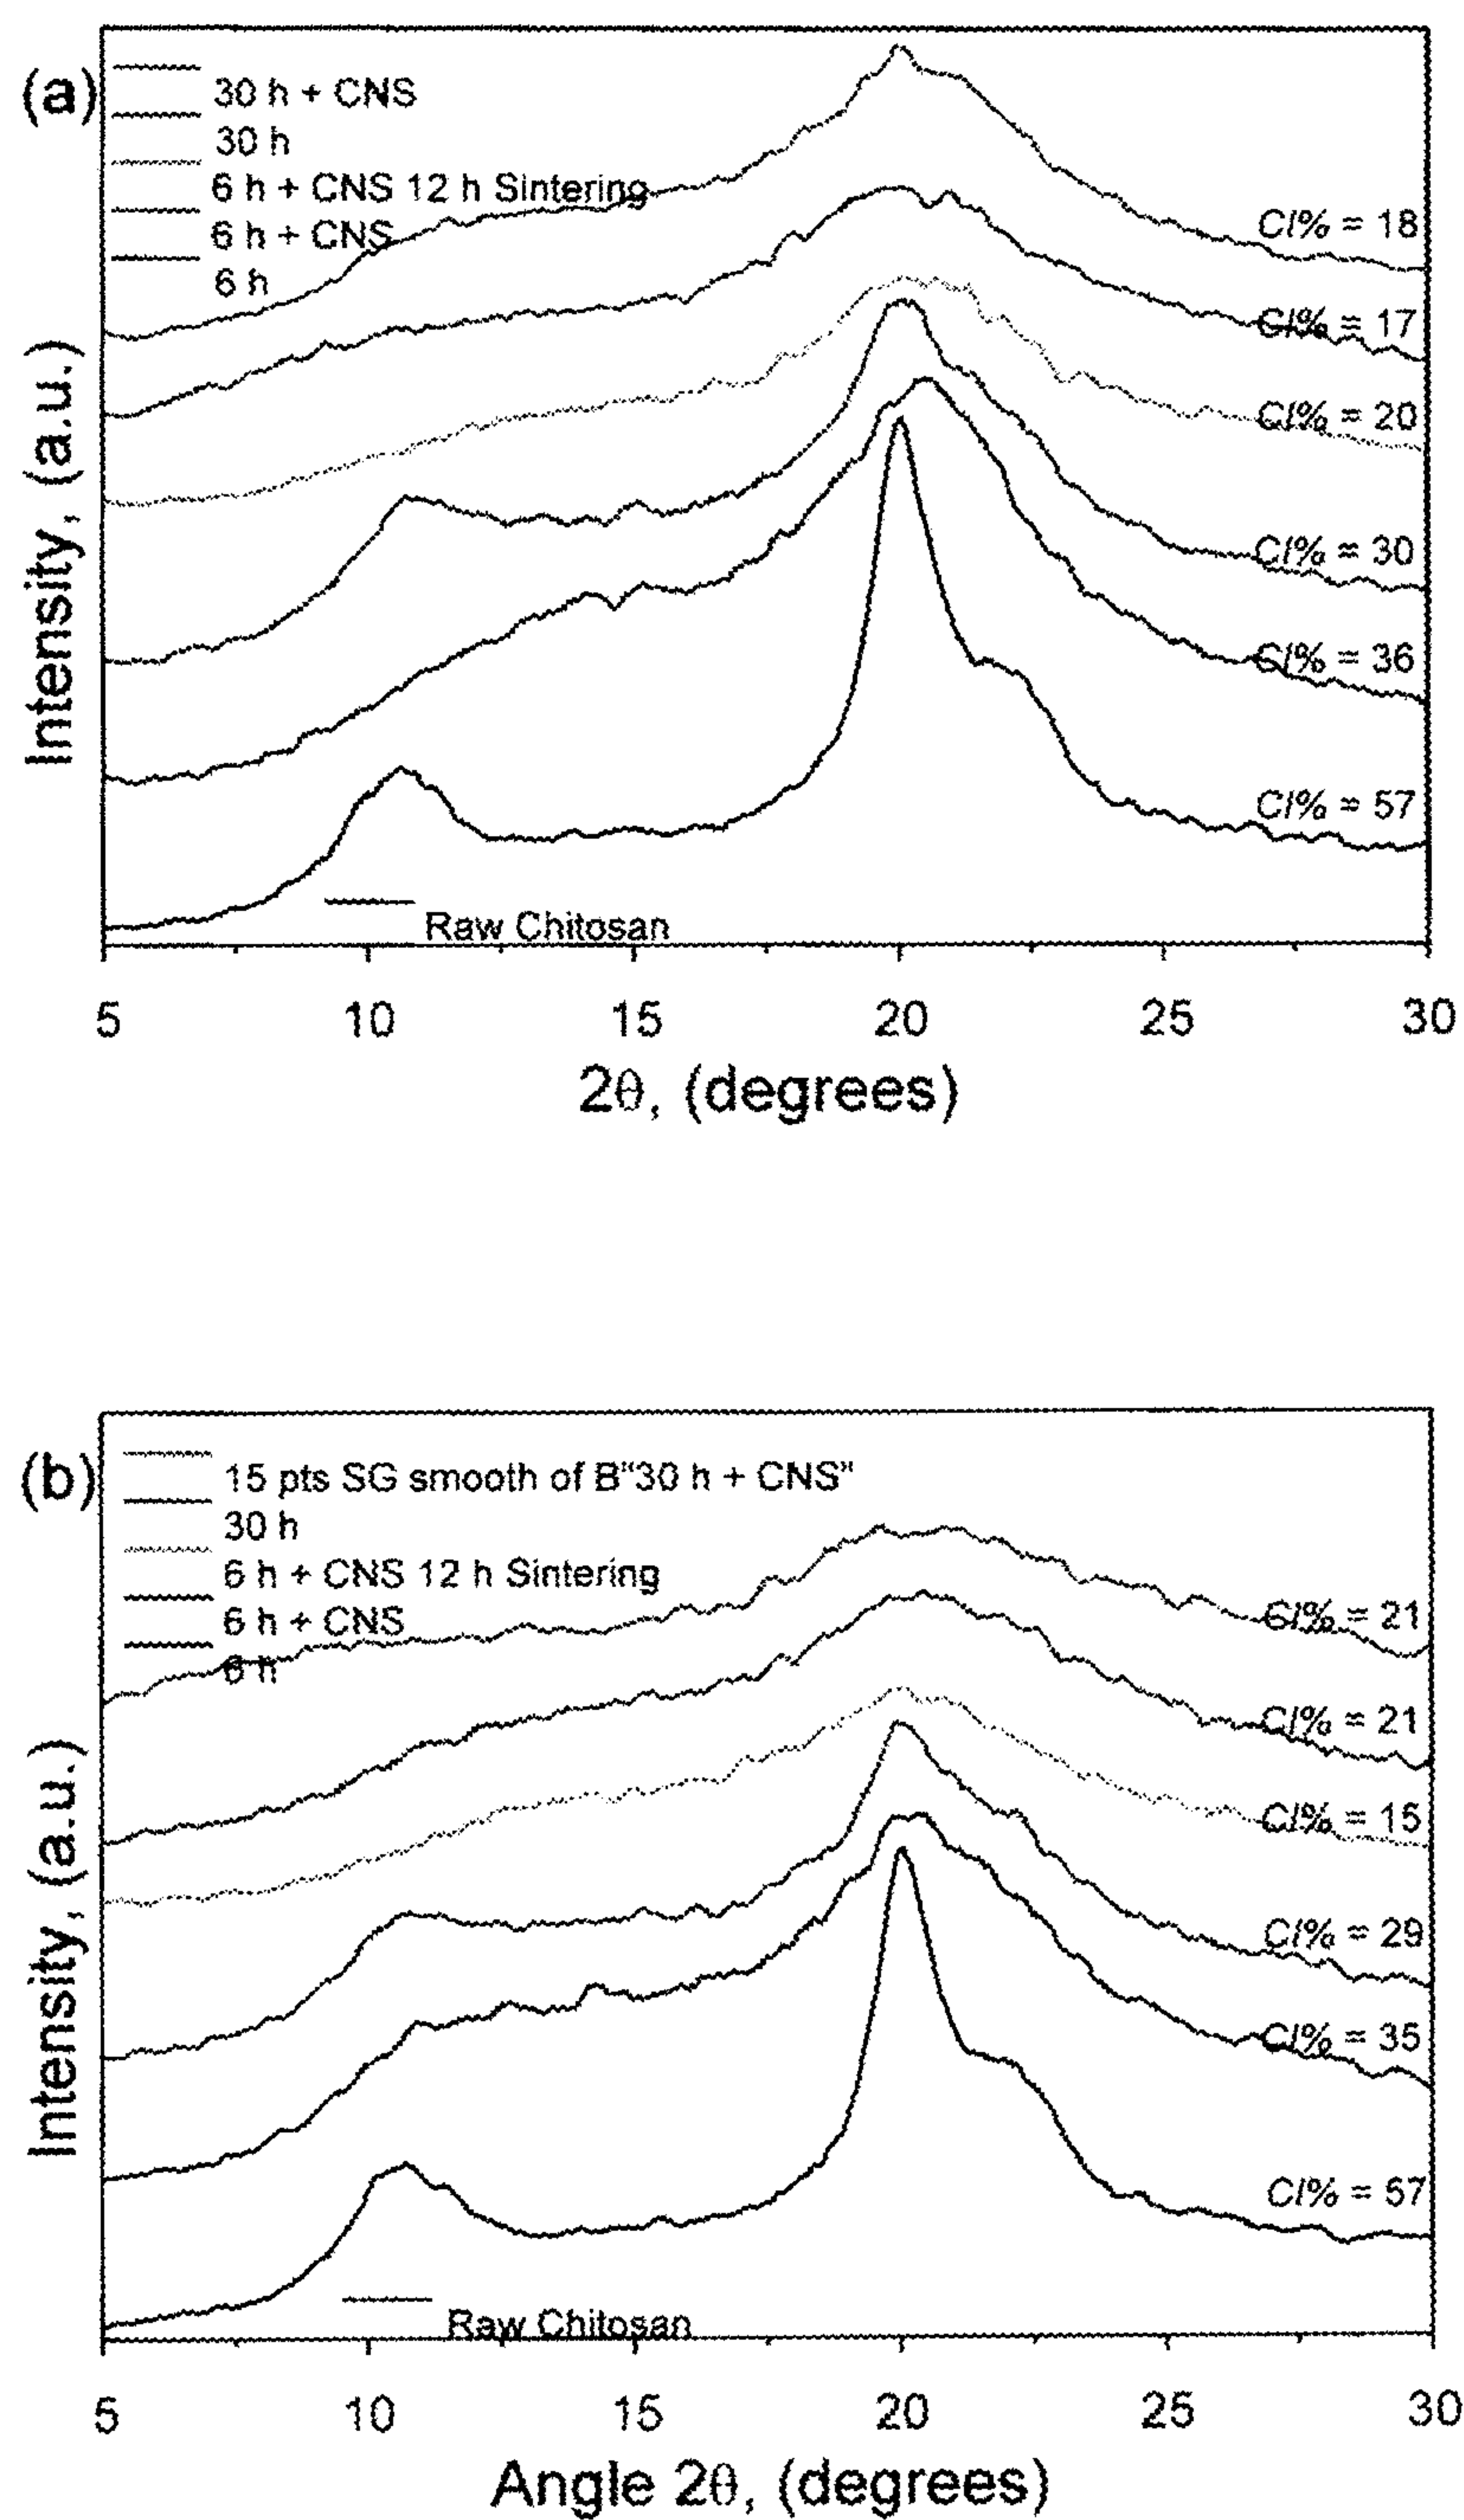 (a)
30 h + CNS
30 h
6 h + CNS 12 h Sintering
6 h + CNS
6 h
CI% = 18
CI% = 17
CI% = 20
CI% = 30
CI% = 36
CI% = 57
Raw Chitosan
Intensity, (a.u.)
5 10 15 20 25 30
2θ, (degrees)
(b)
15 pts SG smooth of B"30 h + CNS"
30 h
6 h + CNS 12 h Sintering
6 h + CNS
6 h
CI% = 21
CI% = 21
CI% = 15
CI% = 29
CI% = 35
CI% = 57
Raw Chitosan
Intensity, (a.u.)
5 10 15 20 25 30
Angle 2θ, (degrees)